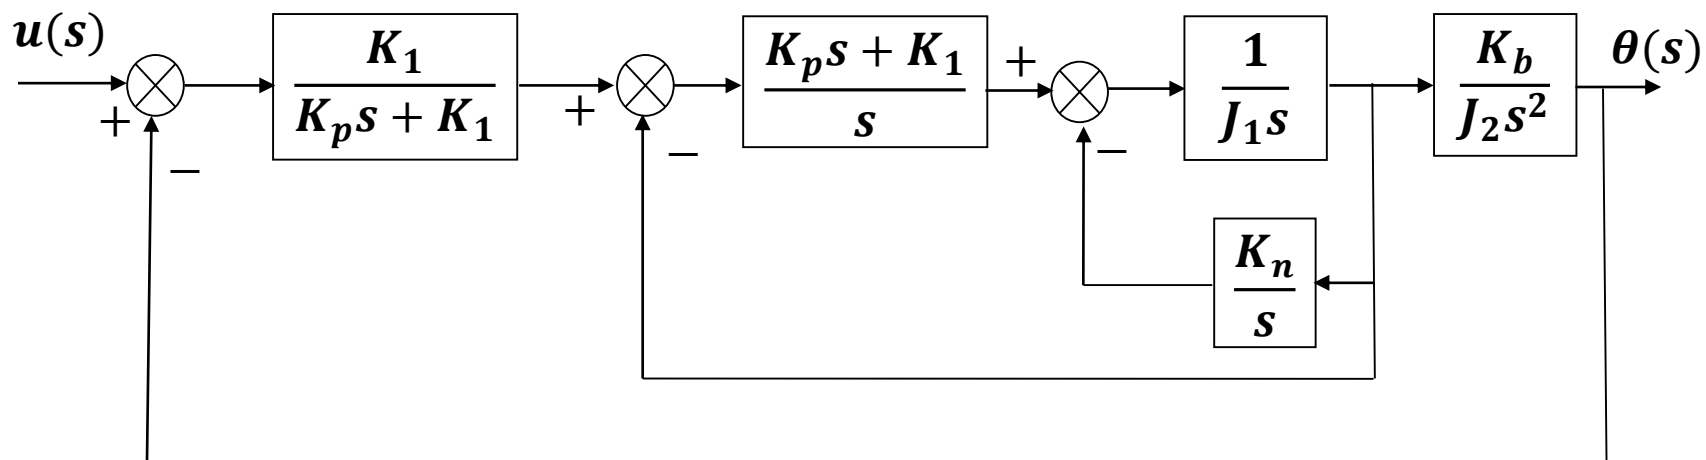 u(s)
+
−
K₁
Kₚs + K₁
+
−
Kₚs + K₁
s
+
−
1
J₁s
K_b
J₂s²
θ(s)
Kₙ
s